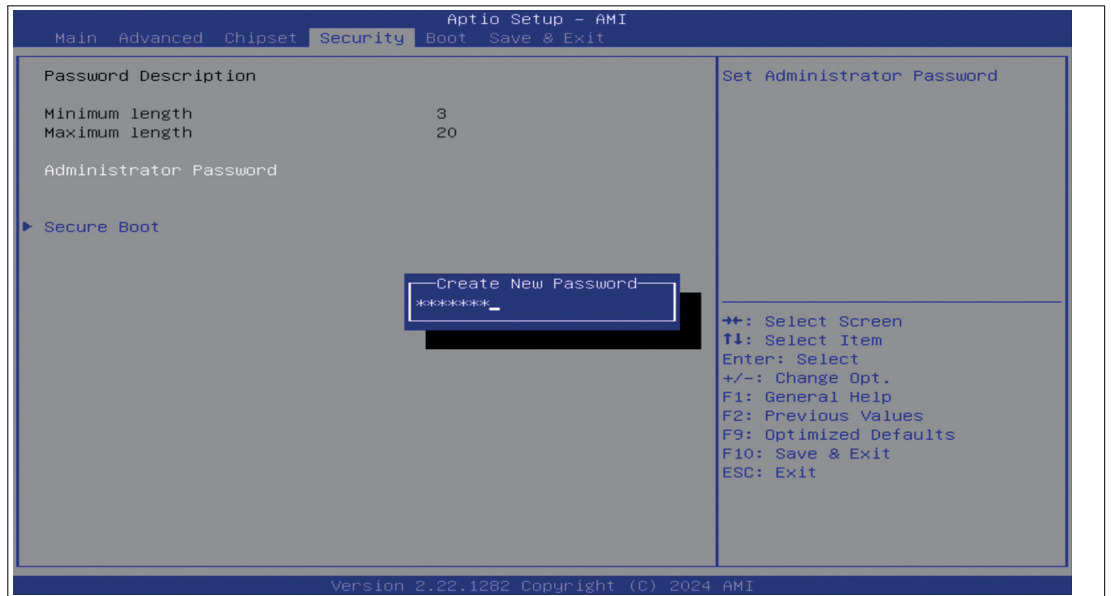 Aptio Setup – AMI
Main Advanced Chipset Security Boot Save & Exit
Password Description
Minimum length 3
Maximum length 20
Administrator Password
▶ Secure Boot
Create New Password
********_
Set Administrator Password
→←: Select Screen
↑↓: Select Item
Enter: Select
+/-: Change Opt.
F1: General Help
F2: Previous Values
F9: Optimized Defaults
F10: Save & Exit
ESC: Exit
Version 2.22.1282 Copyright (C) 2024 AMI